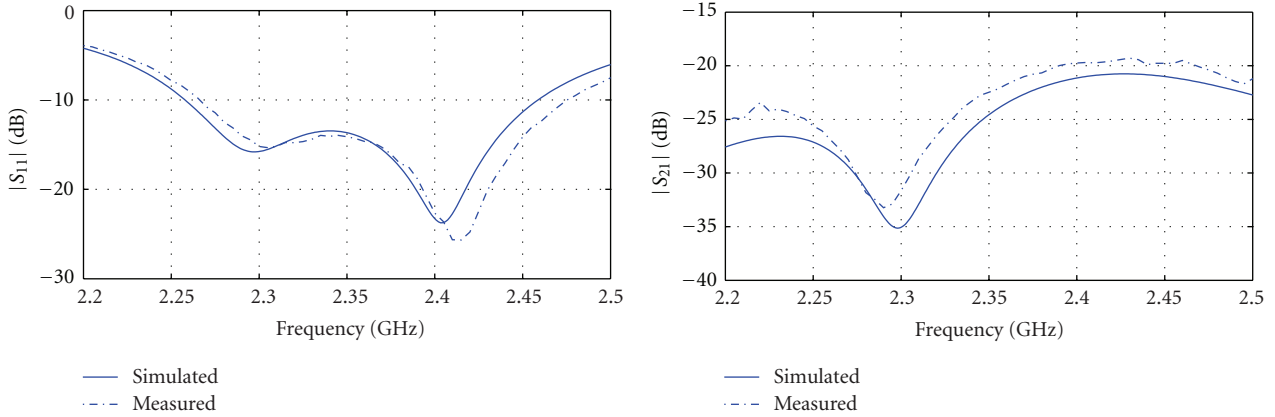 0
−10
−20
−30
|S11| (dB)
2.2 2.25 2.3 2.35 2.4 2.45 2.5
Frequency (GHz)
Simulated
Measured
−15
−20
−25
−30
−35
−40
|S21| (dB)
2.2 2.25 2.3 2.35 2.4 2.45 2.5
Frequency (GHz)
Simulated
Measured